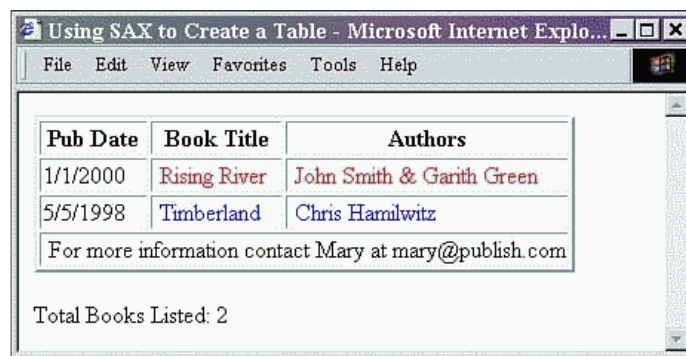 Using SAX to Create a Table - Microsoft Internet Explo...
File Edit View Favorites Tools Help
Pub Date Book Title Authors
1/1/2000 Rising River John Smith & Garith Green
5/5/1998 Timberland Chris Hamilwitz
For more information contact Mary at mary@publish.com
Total Books Listed: 2